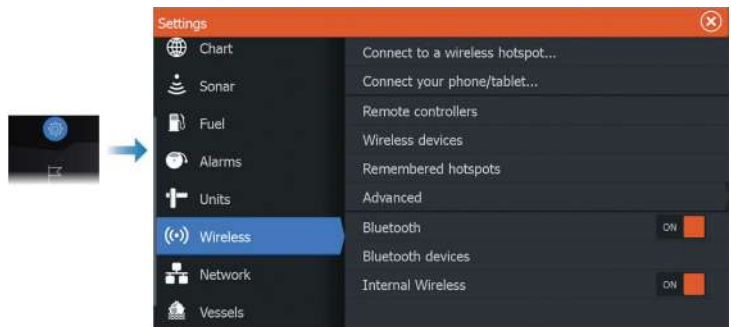 Settings
Chart
Sonar
Fuel
Alarms
Units
Wireless
Network
Vessels
Connect to a wireless hotspot...
Connect your phone/tablet...
Remote controllers
Wireless devices
Remembered hotspots
Advanced
Bluetooth ON
Bluetooth devices
Internal Wireless ON